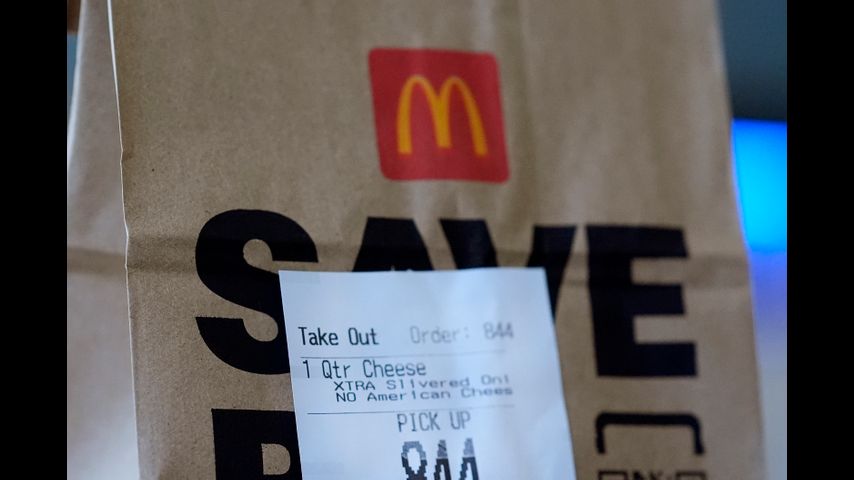 SAVE
Take Out Order: 844
1 Qtr Cheese
XTRA Slivered Oni
NO American Chees
PICK UP
844